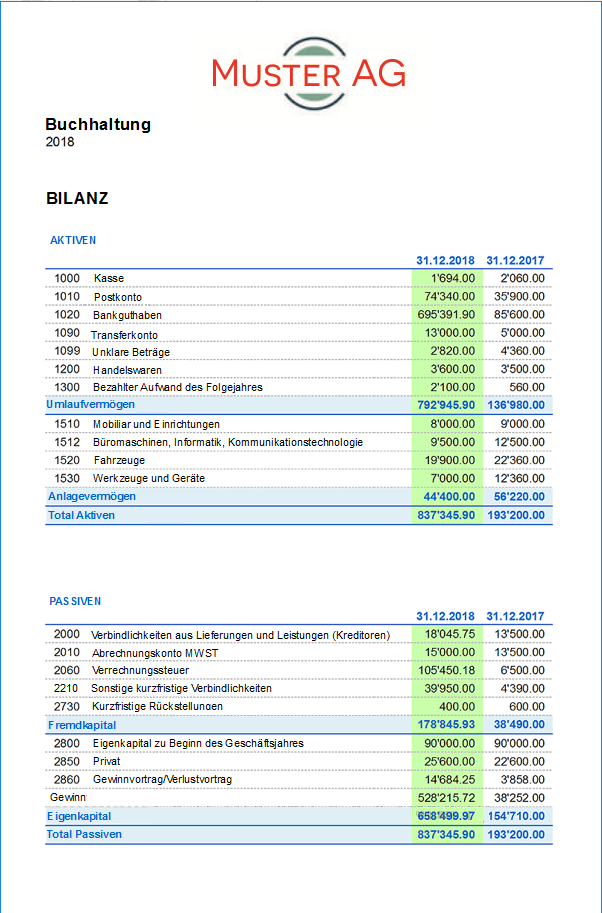 MUSTER AG
Buchhaltung
2018
BILANZ
AKTIVEN
31.12.2018 31.12.2017
1000 Kasse 1'694.00 2'060.00
1010 Postkonto 74'340.00 35'900.00
1020 Bankguthaben 695'391.90 85'600.00
1090 Transferkonto 13'000.00 5'000.00
1099 Unklare Beträge 2'820.00 4'360.00
1200 Handelswaren 3'600.00 3'500.00
1300 Bezahlter Aufwand des Folgejahres 2'100.00 560.00
Umlaufvermögen 792'945.90 136'980.00
1510 Mobiliar und Einrichtungen 8'000.00 9'000.00
1512 Büromaschinen, Informatik, Kommunikationstechnologie 9'500.00 12'500.00
1520 Fahrzeuge 19'900.00 22'360.00
1530 Werkzeuge und Geräte 7'000.00 12'360.00
Anlagevermögen 44'400.00 56'220.00
Total Aktiven 837'345.90 193'200.00
PASSIVEN
31.12.2018 31.12.2017
2000 Verbindlichkeiten aus Lieferungen und Leistungen (Kreditoren) 18'045.75 13'500.00
2010 Abrechnungskonto MWST 15'000.00 13'500.00
2060 Verrechnungssteuer 105'450.18 6'500.00
2210 Sonstige kurzfristige Verbindlichkeiten 39'950.00 4'390.00
2730 Kurzfristige Rückstellungen 400.00 600.00
Fremdkapital 178'845.93 38'490.00
2800 Eigenkapital zu Beginn des Geschäftsjahres 90'000.00 90'000.00
2850 Privat 25'600.00 22'600.00
2860 Gewinnvortrag/Verlustvortrag 14'684.25 3'858.00
Gewinn 528'215.72 38'252.00
Eigenkapital 658'499.97 154'710.00
Total Passiven 837'345.90 193'200.00